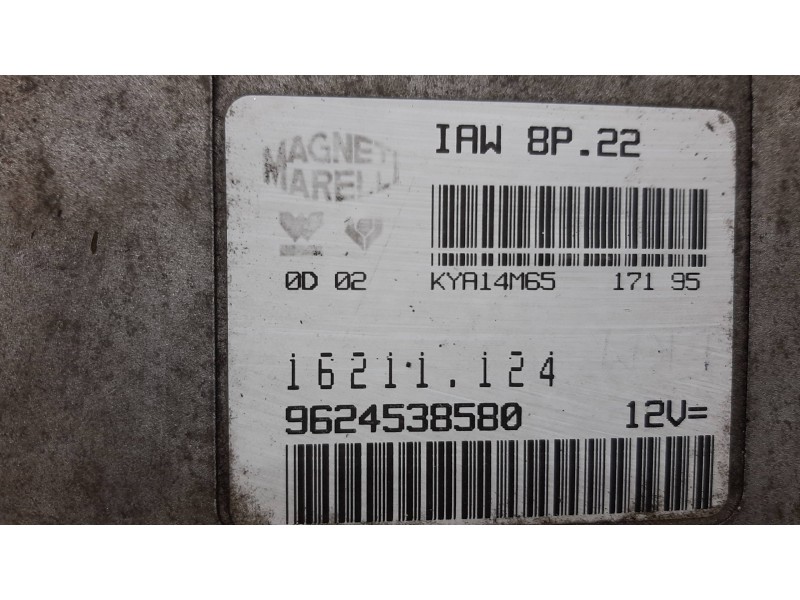 IAW 8P.22
MAGNETI
MARELLI
0D 02 KYA14M65 171 95
16211.124
9624538580 12V=